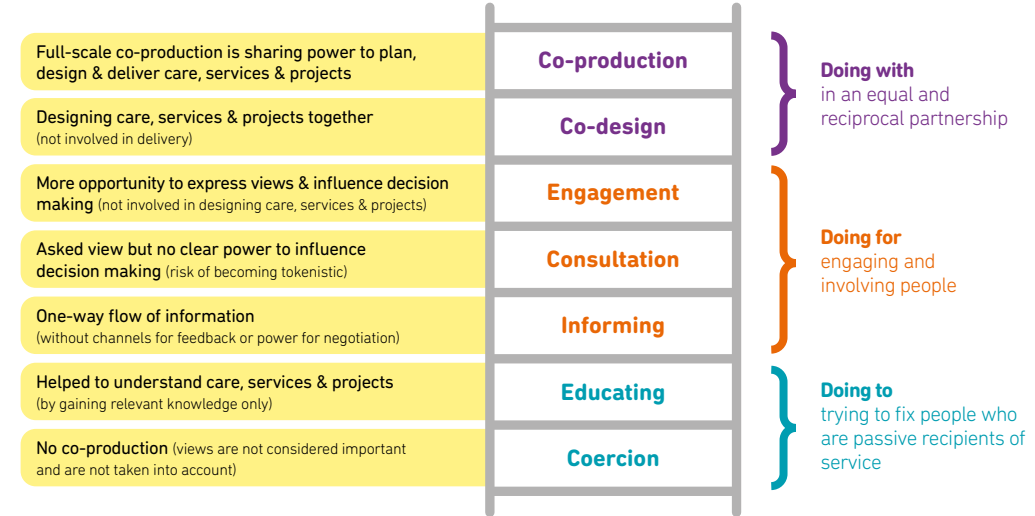 Full-scale co-production is sharing power to plan,
design & deliver care, services & projects
Co-production
Designing care, services & projects together
(not involved in delivery)
Co-design
Doing with
in an equal and
reciprocal partnership
More opportunity to express views & influence decision
making (not involved in designing care, services & projects)
Engagement
Asked view but no clear power to influence
decision making (risk of becoming tokenistic)
Consultation
One-way flow of information
(without channels for feedback or power for negotiation)
Informing
Doing for
engaging and
involving people
Helped to understand care, services & projects
(by gaining relevant knowledge only)
Educating
No co-production (views are not considered important
and are not taken into account)
Coercion
Doing to
trying to fix people who
are passive recipients of
service